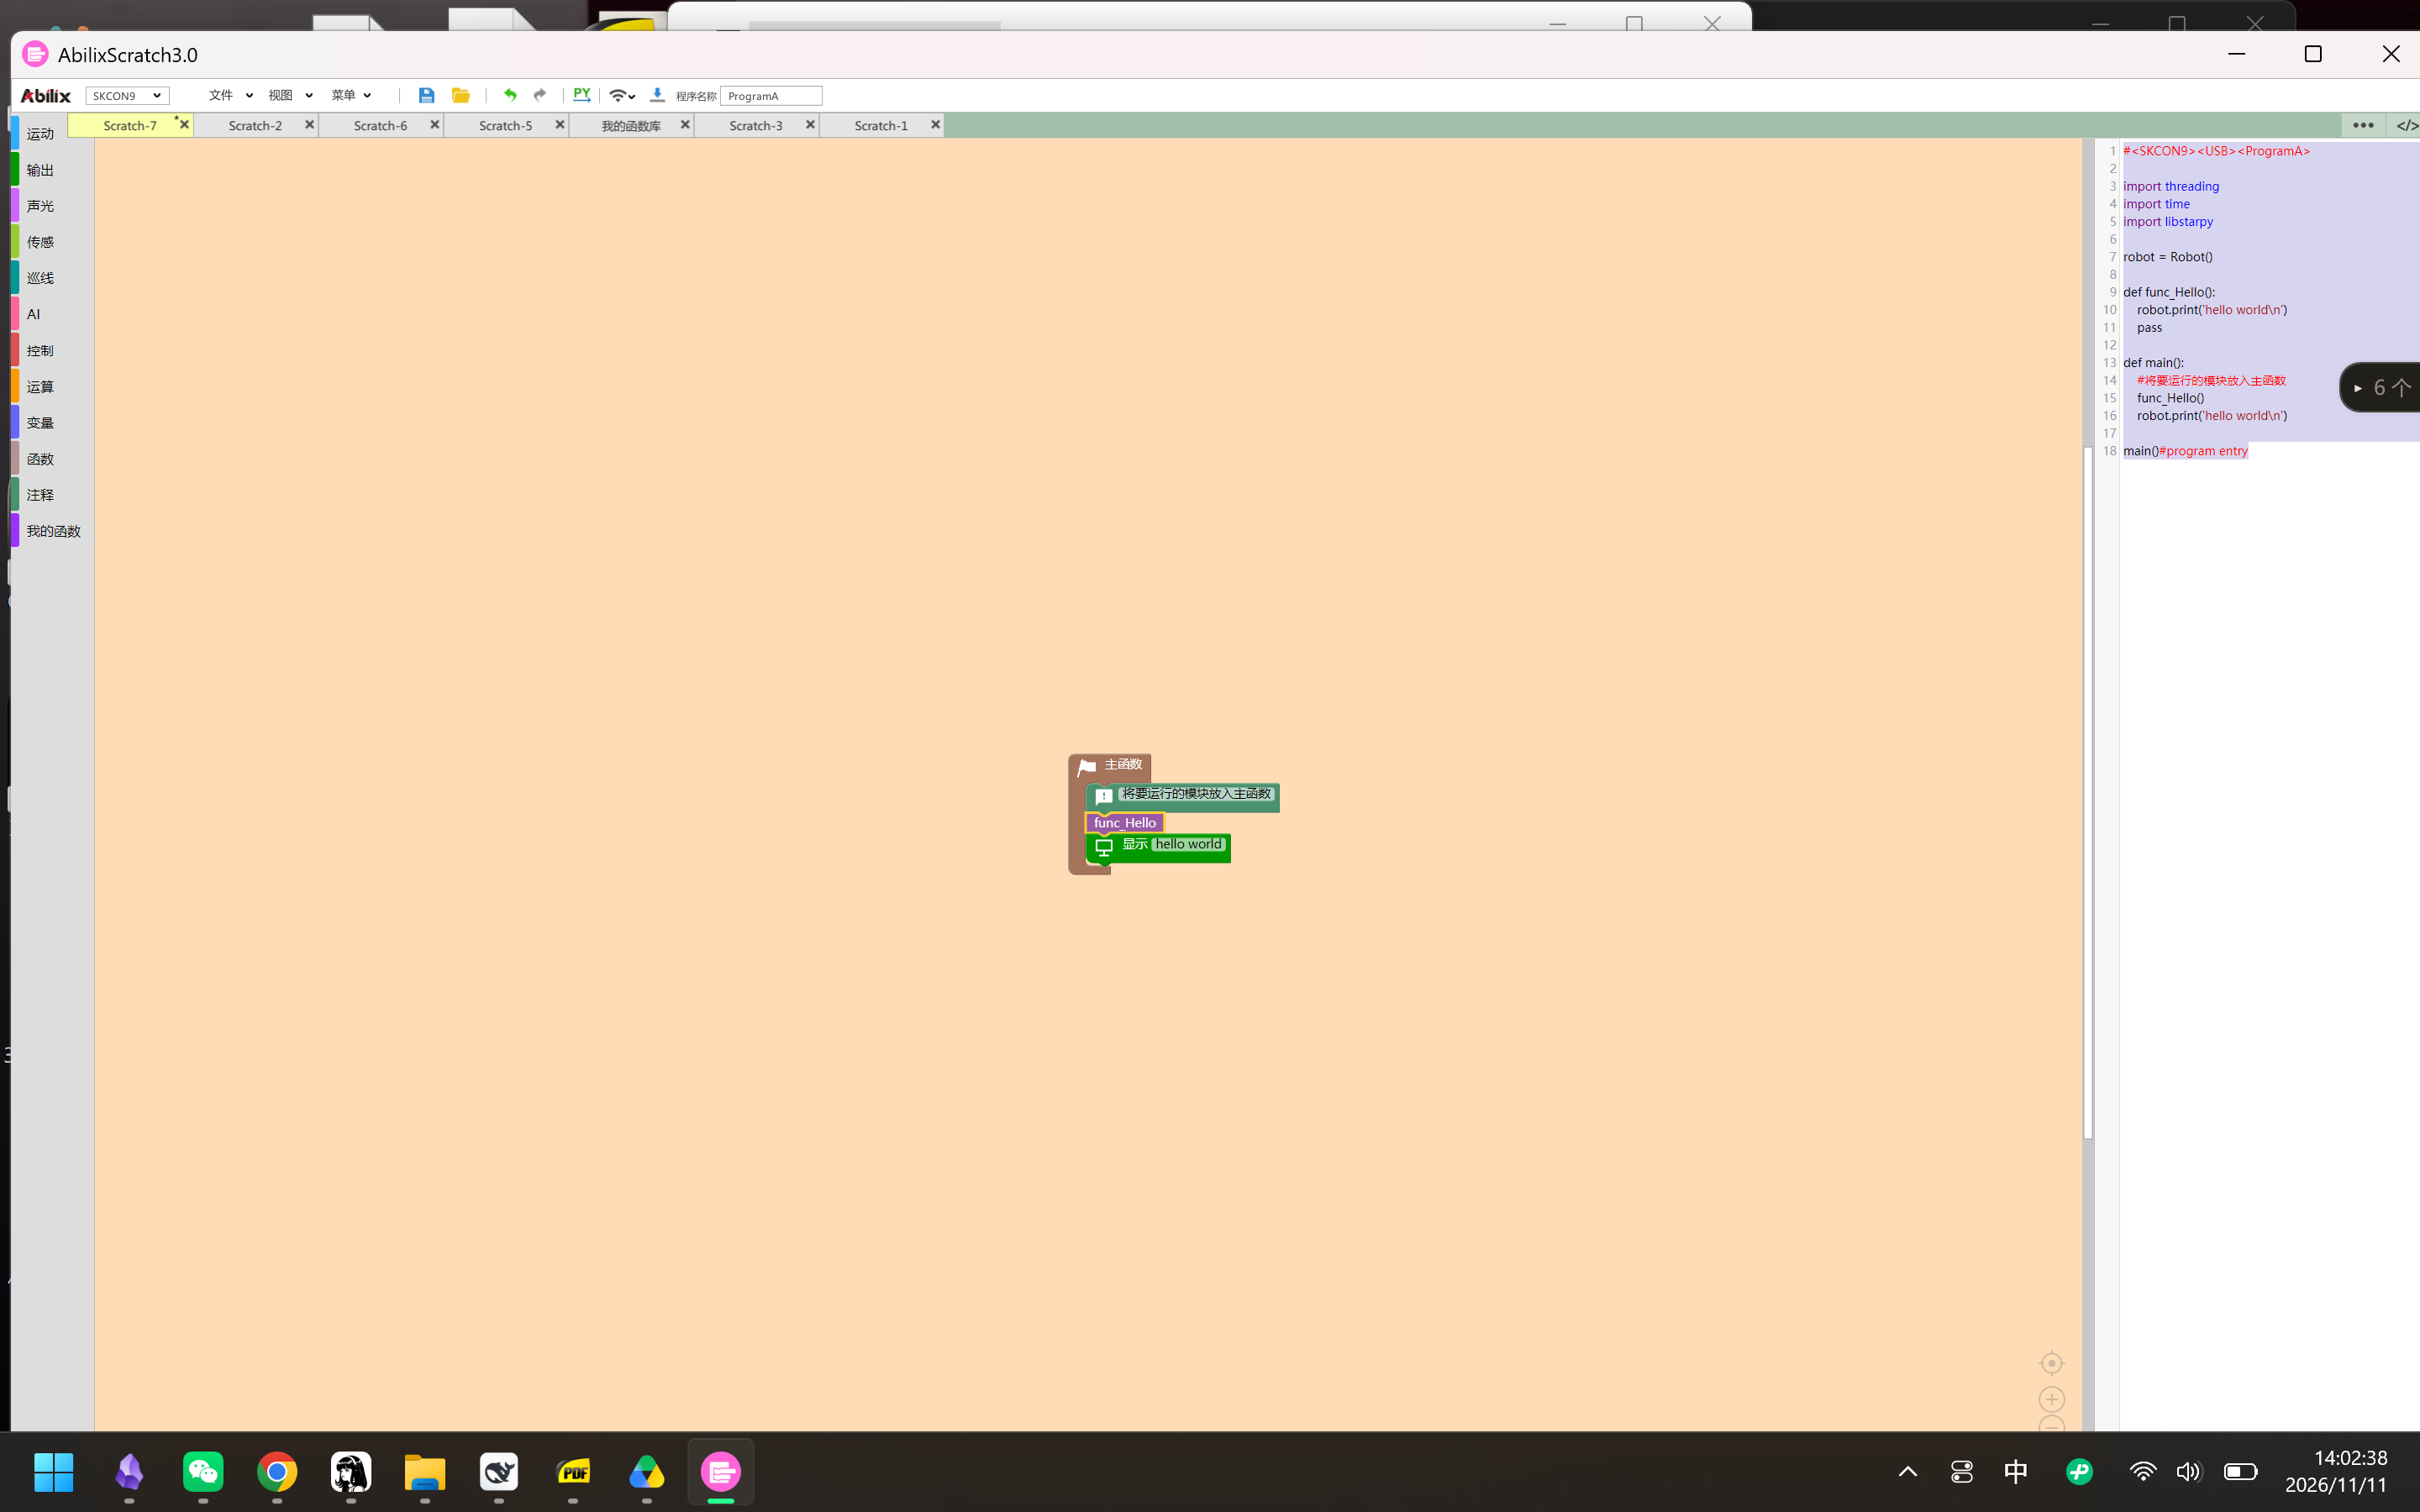 AbilixScratch3.0
Abilix SKCON9 文件 视图 菜单 PY 程序名称 ProgramA
Scratch-7 * Scratch-2 Scratch-6 Scratch-5 我的函数库 Scratch-3 Scratch-1 ••• </>
运动
输出
声光
传感
巡线
AI
控制
运算
变量
函数
注释
我的函数
主函数
将要运行的模块放入主函数
func_Hello
显示 hello world
1 #<SKCON9><USB><ProgramA>
2
3 import threading
4 import time
5 import libstarpy
6
7 robot = Robot()
8
9 def func_Hello():
10 robot.print('hello world\n')
11 pass
12
13 def main():
14 #将要运行的模块放入主函数
15 func_Hello()
16 robot.print('hello world\n')
17
18 main()#program entry
6 个
PDF
中
14:02:38
2026/11/11